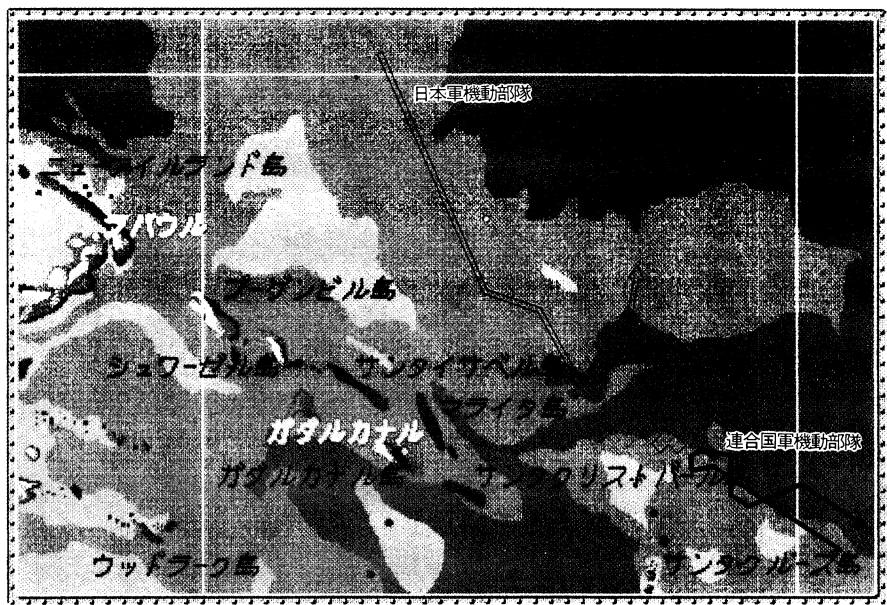 日本軍機動部隊
ニューアイルランド島
ラバウル
ブーゲンビル島
シュワーゼル島
サンタイサベル島
マライタ島
ガダルカナル
連合国軍機動部隊
ガダルカナル島
サンクリストバール
ウッドラーク島
サンタクルーズ島